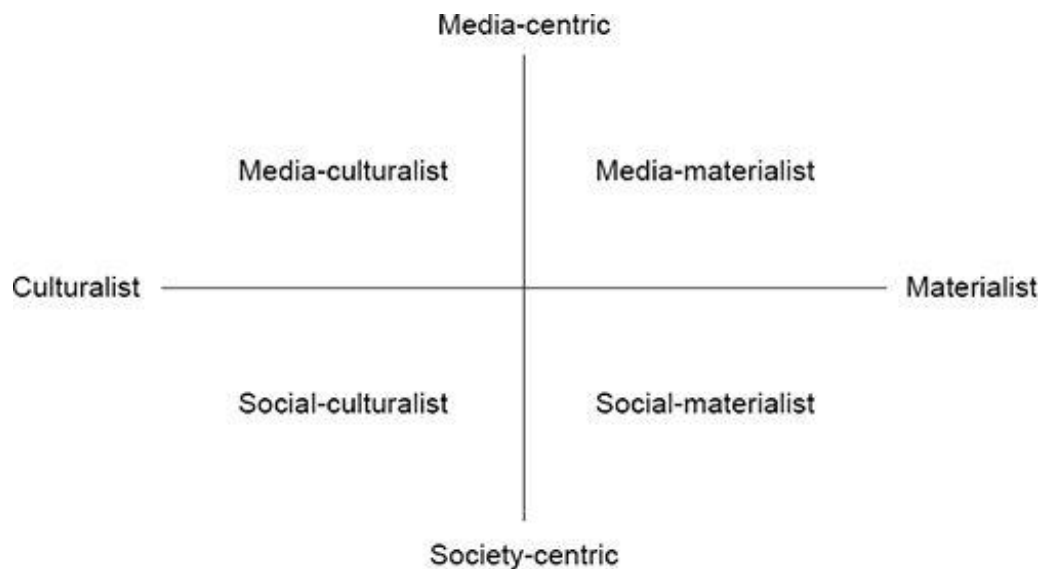 Media-centric
Media-culturalist
Media-materialist
Culturalist
Materialist
Social-culturalist
Social-materialist
Society-centric